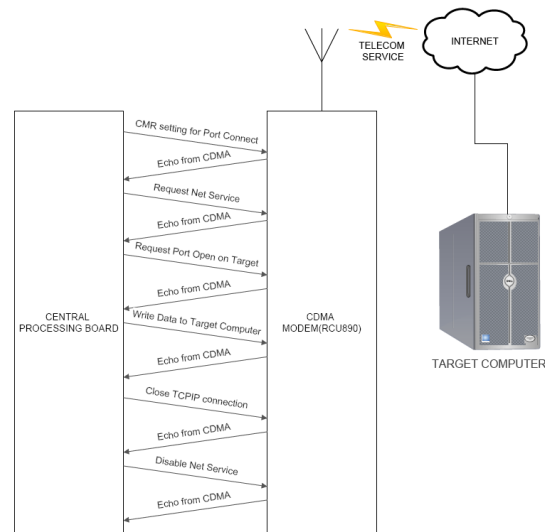 TELECOM
SERVICE
INTERNET
CMR setting for Port Connect
Echo from CDMA
Request Net Service
Echo from CDMA
Request Port Open on Target
Echo from CDMA
CENTRAL
PROCESSING BOARD
Write Data to Target Computer
CDMA
MODEM(RCU890)
Echo from CDMA
Close TCPIP connection
Echo from CDMA
Disable Net Service
Echo from CDMA
TARGET COMPUTER